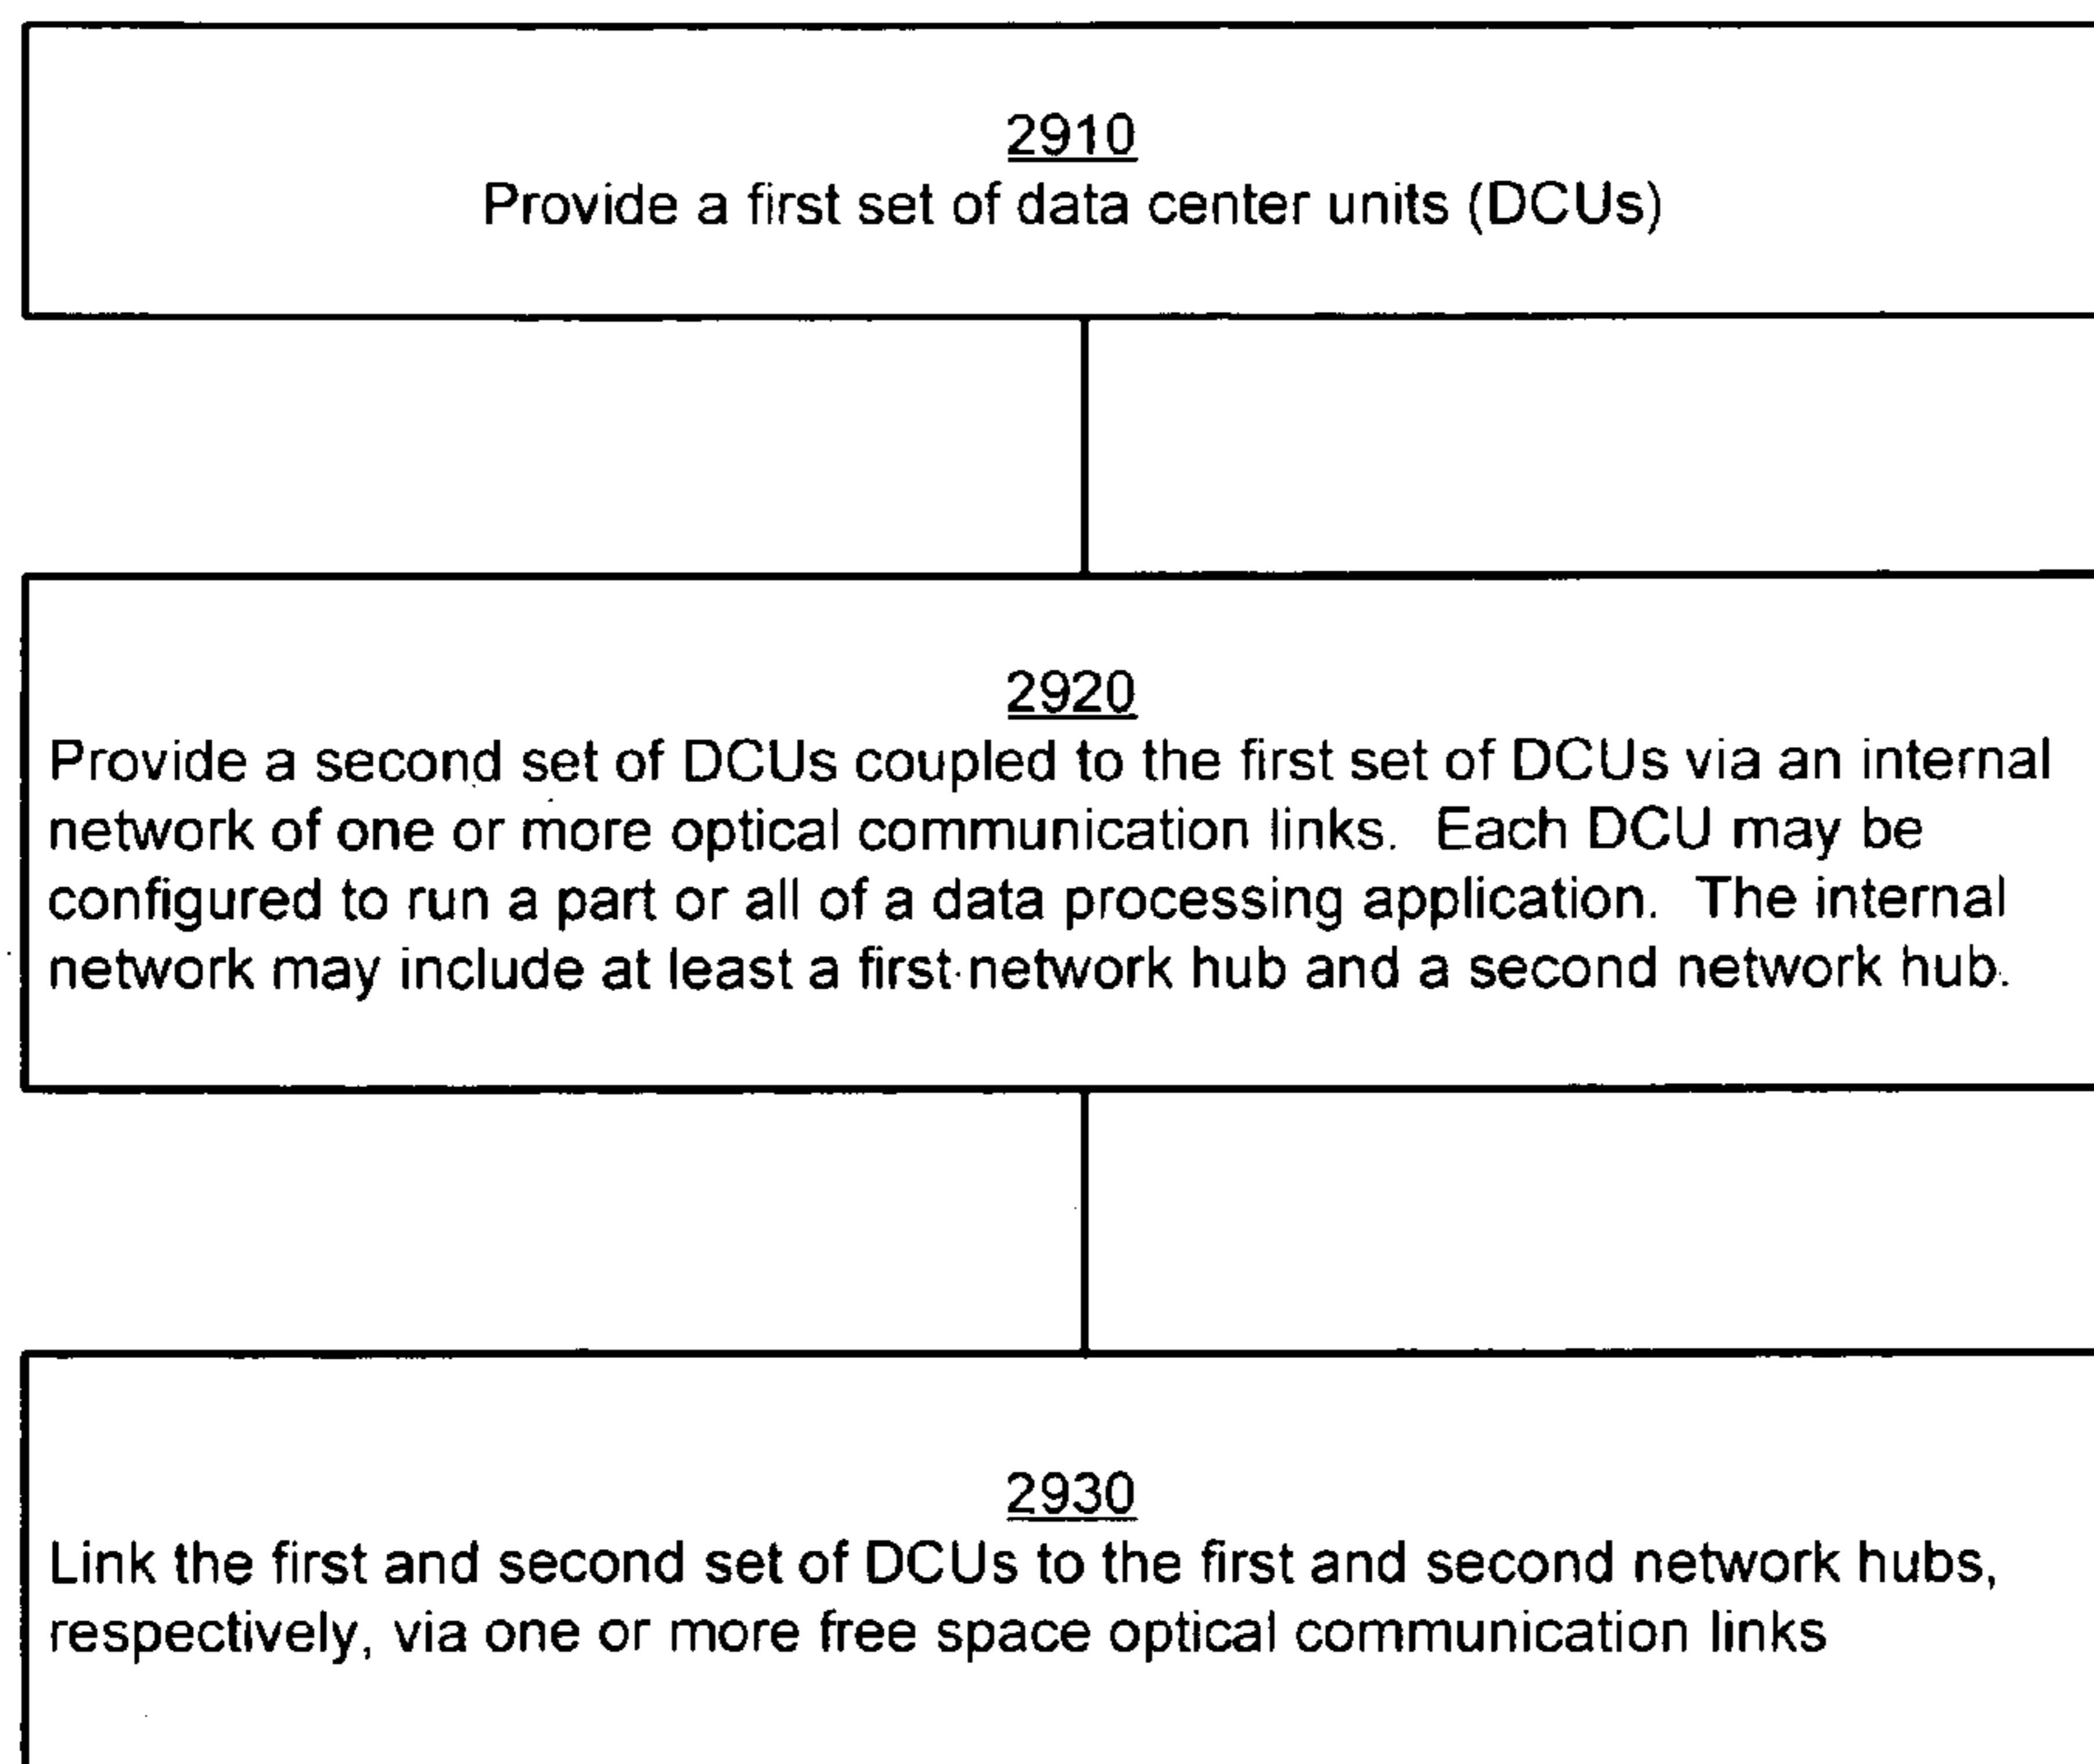 2910
Provide a first set of data center units (DCUs)
2920
Provide a second set of DCUs coupled to the first set of DCUs via an internal
network of one or more optical communication links. Each DCU may be
configured to run a part or all of a data processing application. The internal
network may include at least a first network hub and a second network hub.
2930
Link the first and second set of DCUs to the first and second network hubs,
respectively, via one or more free space optical communication links